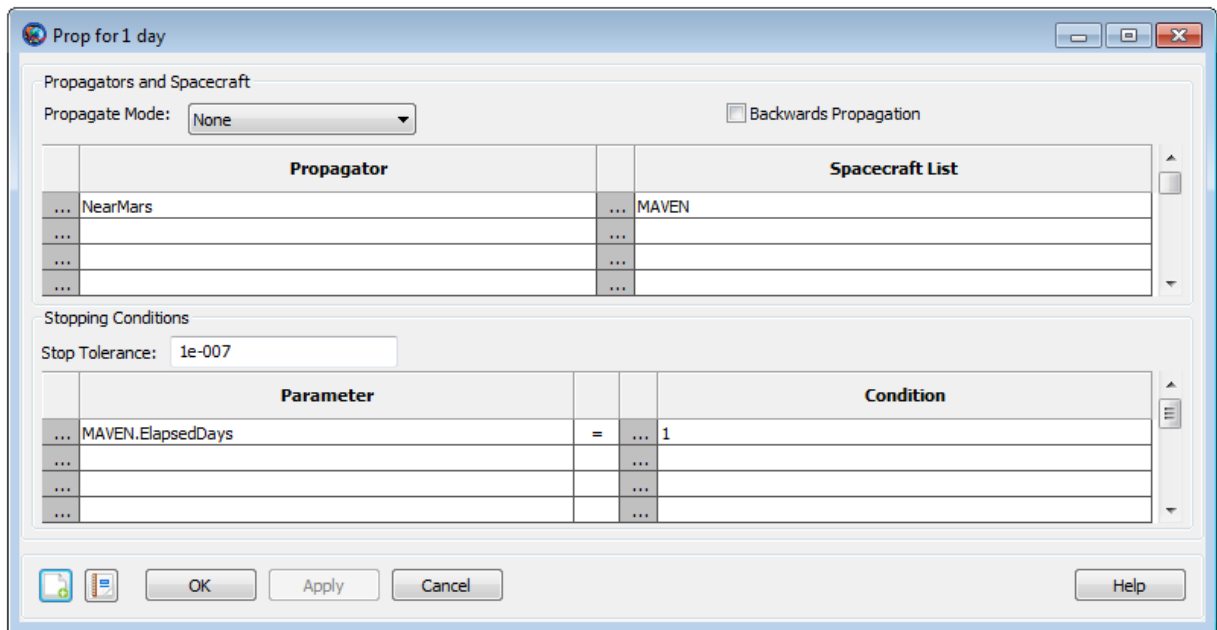 Prop for 1 day
Propagators and Spacecraft
Propagate Mode: None Backwards Propagation
Propagator Spacecraft List
... NearMars ... MAVEN
... ...
... ...
... ...
Stopping Conditions
Stop Tolerance: 1e-007
Parameter Condition
... MAVEN.ElapsedDays = ... 1
... ...
... ...
... ...
OK Apply Cancel Help